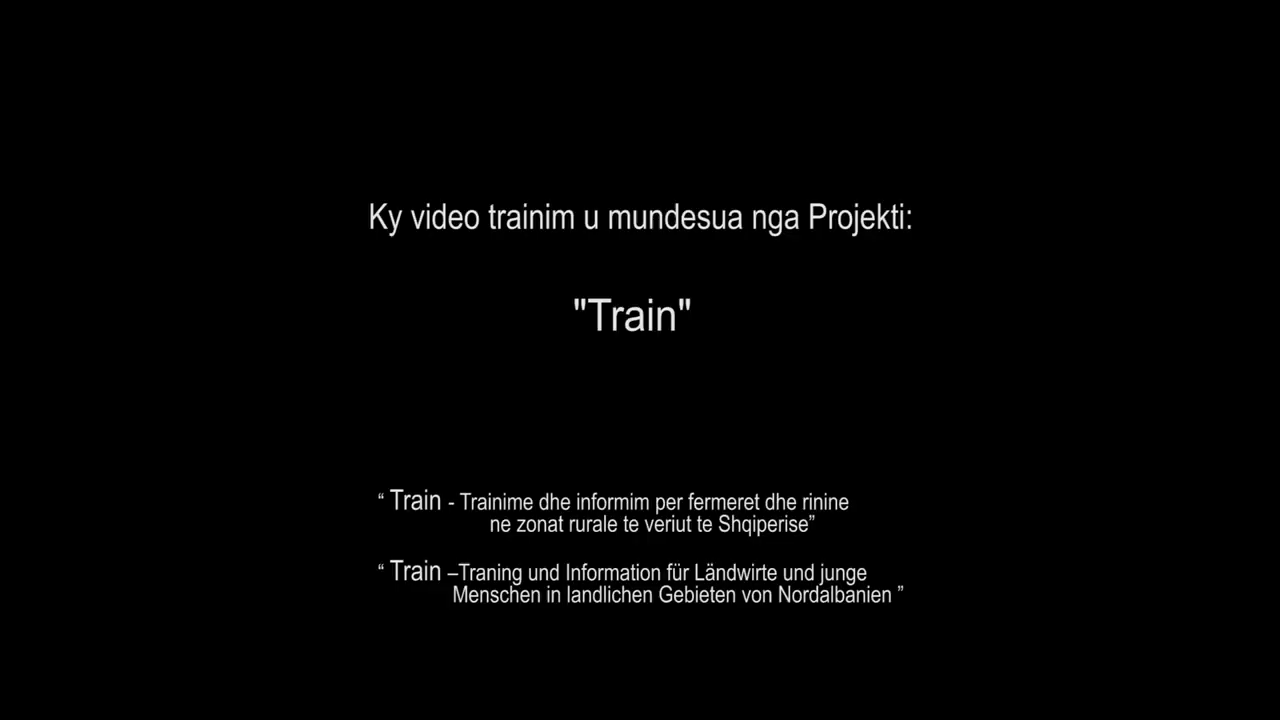 Ky video trainim u mundesua nga Projekti:
"Train"
“ Train - Trainime dhe informim per fermeret dhe rinine
ne zonat rurale te veriut te Shqiperise”
“ Train –Traning und Information für Ländwirte und junge
Menschen in landlichen Gebieten von Nordalbanien ”